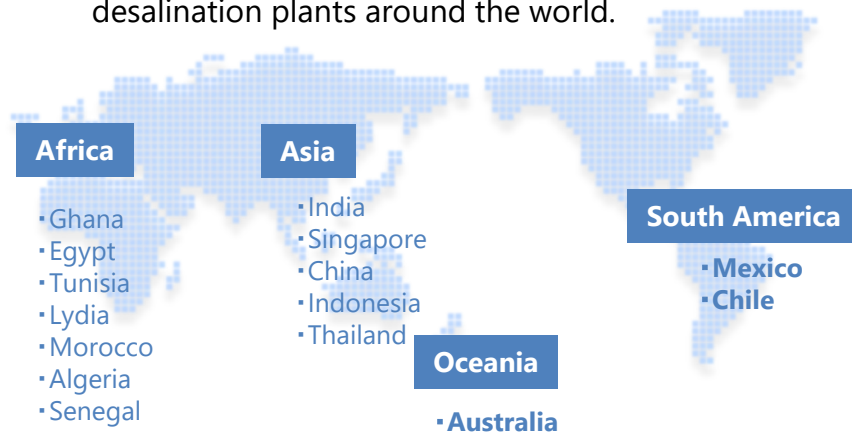 desalination plants around the world.
Africa
・Ghana
・Egypt
・Tunisia
・Lydia
・Morocco
・Algeria
・Senegal
Asia
・India
・Singapore
・China
・Indonesia
・Thailand
Oceania
・Australia
South America
・Mexico
・Chile